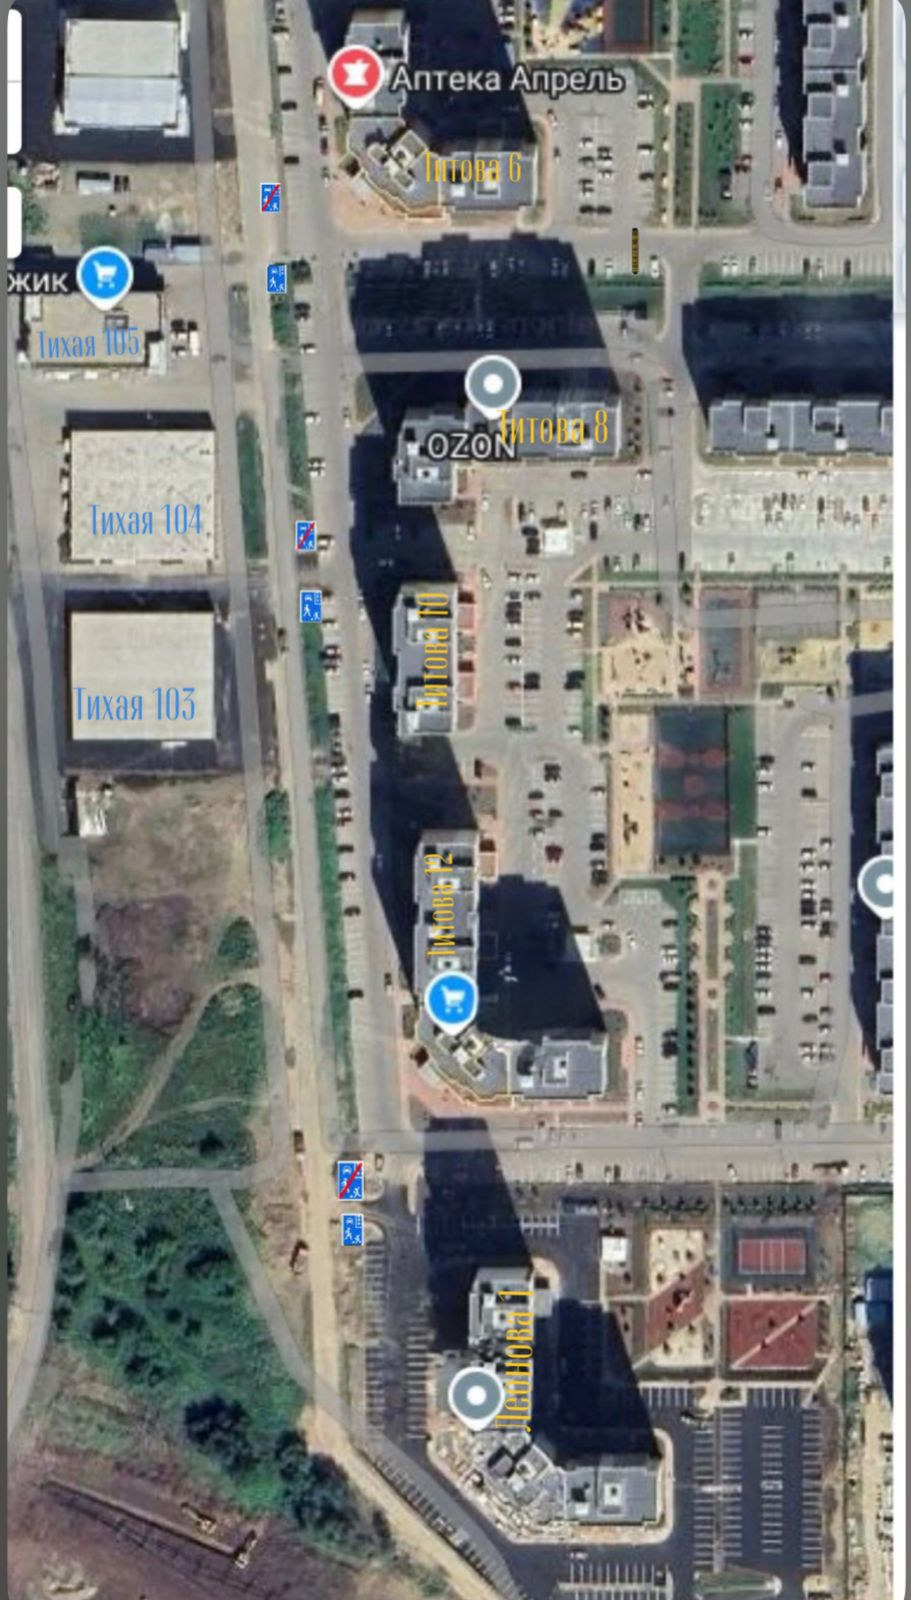 Аптека Апрель
Титова 6
жик
Тихая 105
Титова 8
OZON
Тихая 104
Титова 10
Тихая 103
Титова 12
Леонова 1